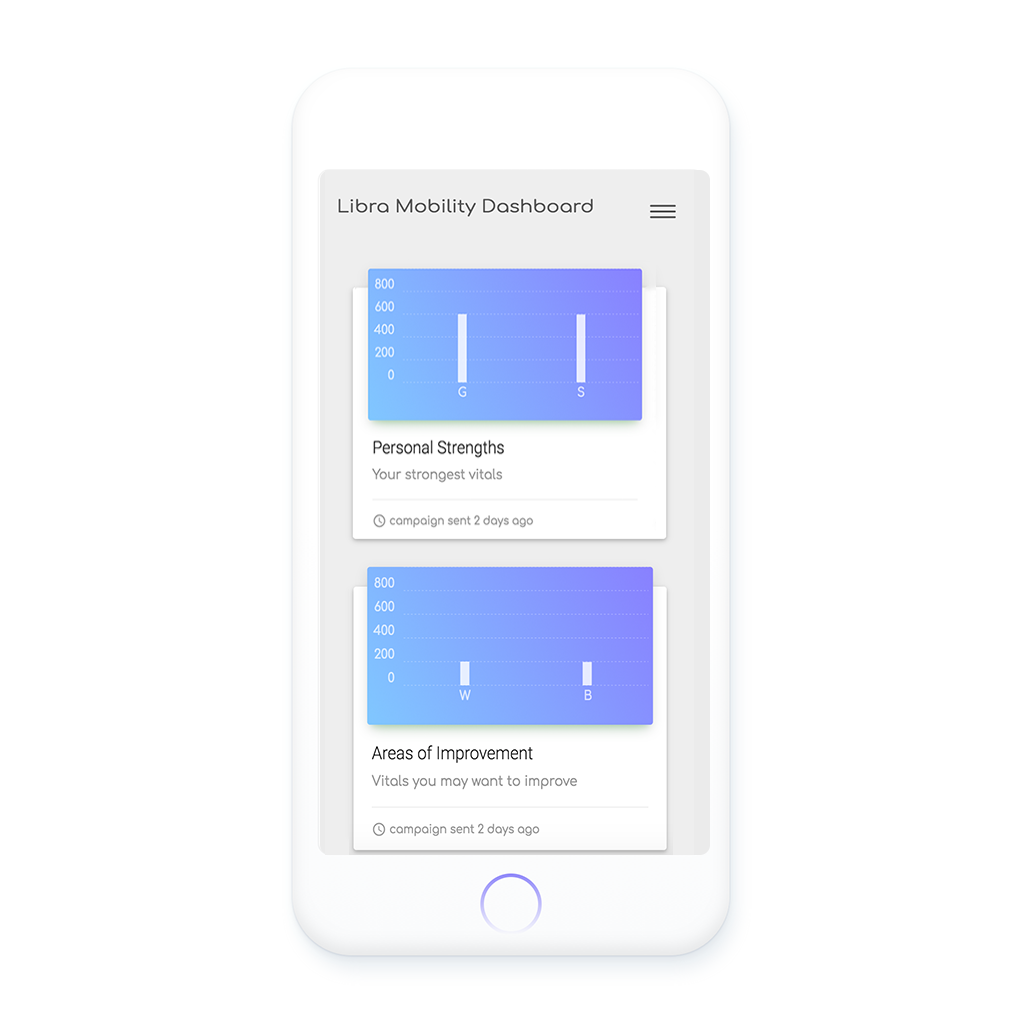 Libra Mobility Dashboard
800
600
400
200
0
G S
Personal Strengths
Your strongest vitals
campaign sent 2 days ago
800
600
400
200
0
W B
Areas of Improvement
Vitals you may want to improve
campaign sent 2 days ago